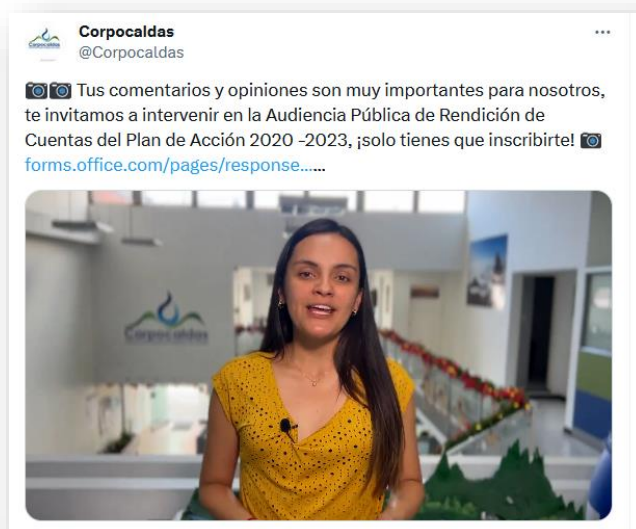 Corpocaldas
Corpocaldas
@Corpocaldas
📷📷 Tus comentarios y opiniones son muy importantes para nosotros,
te invitamos a intervenir en la Audiencia Pública de Rendición de
Cuentas del Plan de Acción 2020 -2023, ¡solo tienes que inscribirte! 📷
forms.office.com/pages/response......
Corpocaldas